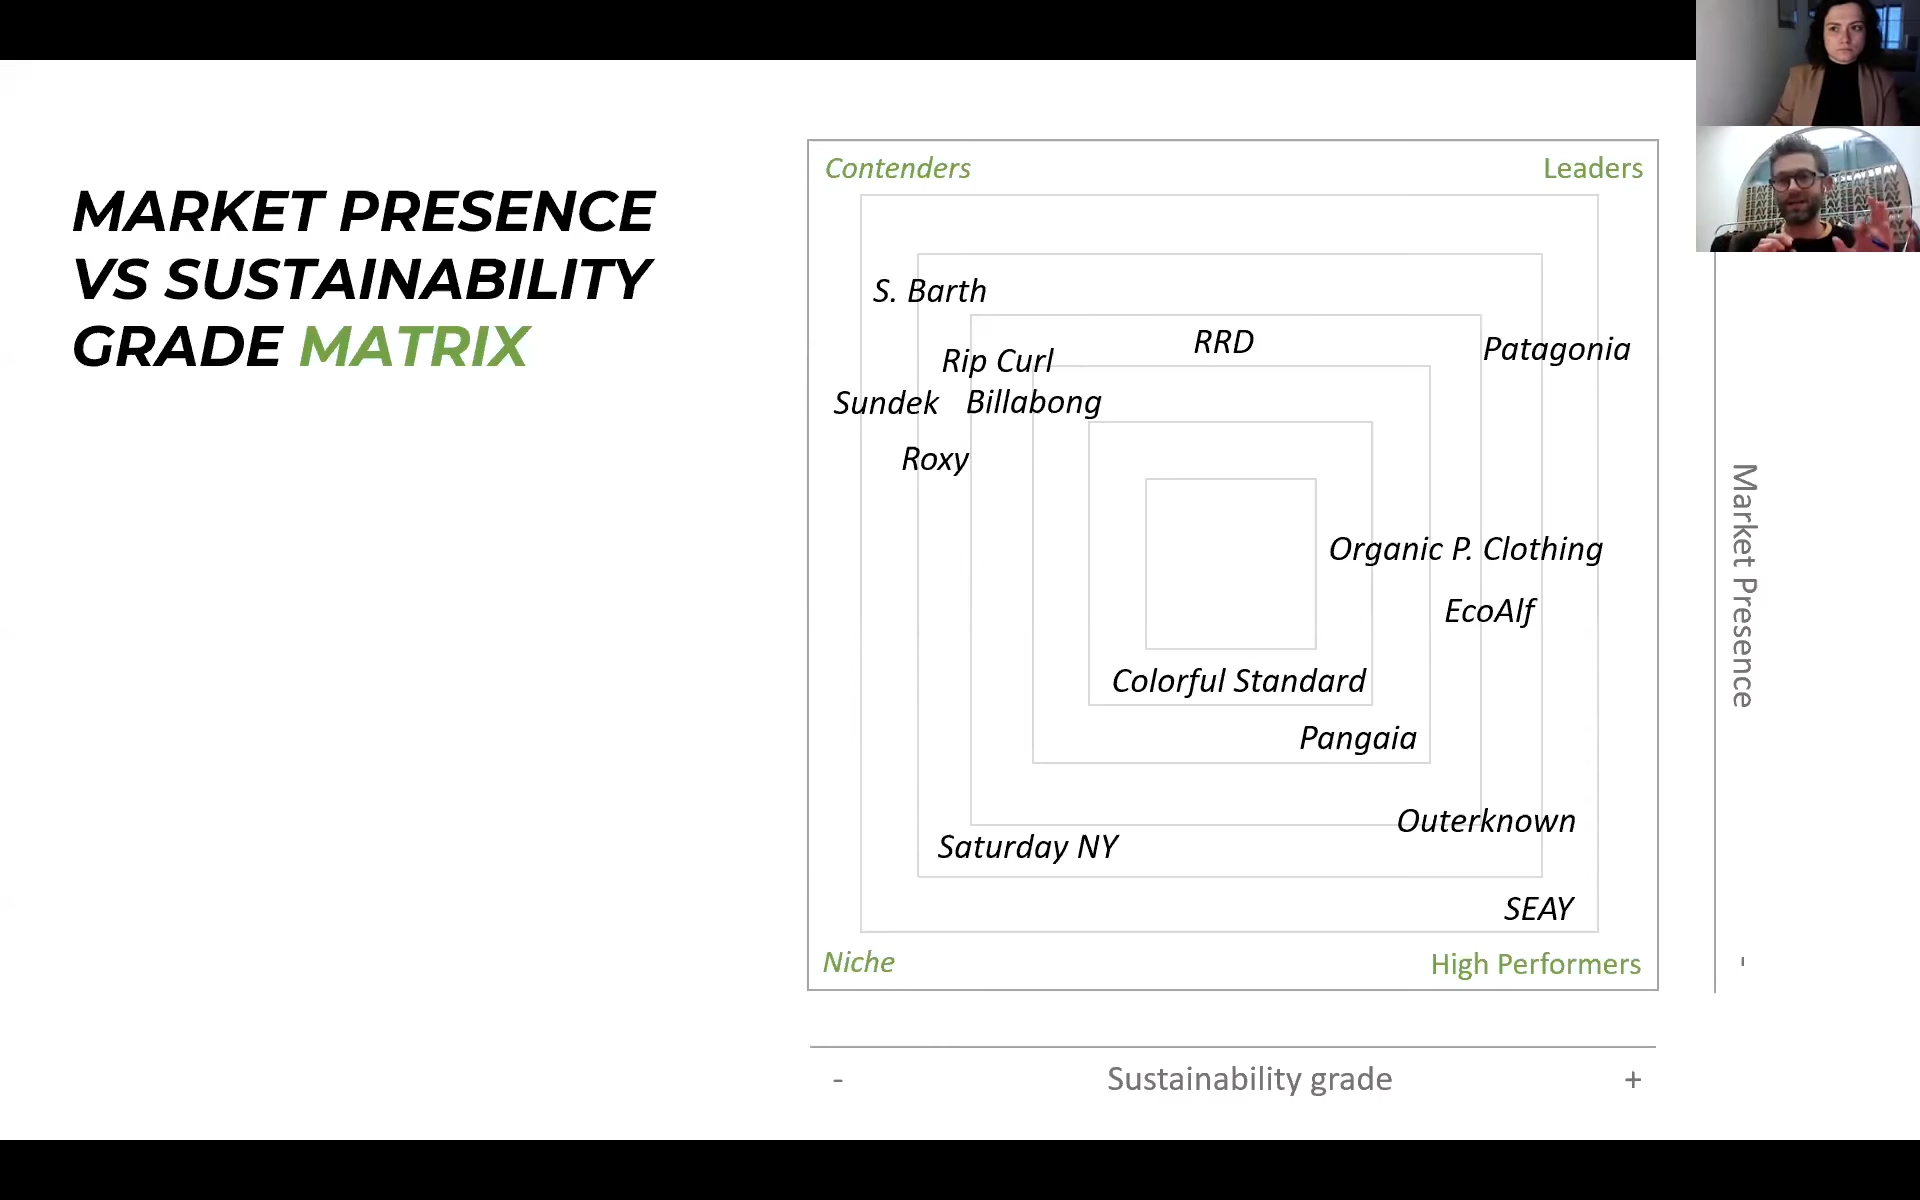 MARKET PRESENCE
VS SUSTAINABILITY
GRADE MATRIX
Contenders
Leaders
S. Barth
RRD
Patagonia
Rip Curl
Sundek
Billabong
Roxy
Organic P. Clothing
EcoAlf
Colorful Standard
Pangaia
Outerknown
Saturday NY
SEAY
Niche
High Performers
Market Presence
-
- Sustainability grade +